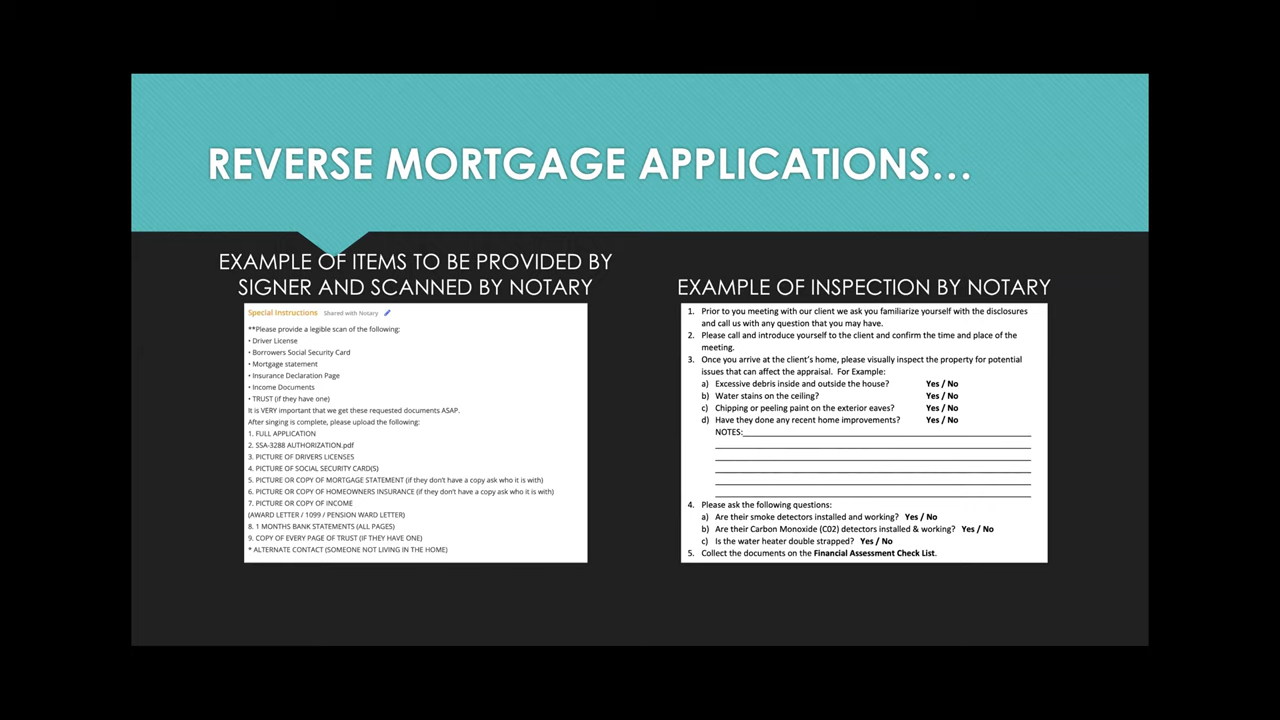 REVERSE MORTGAGE APPLICATIONS...
EXAMPLE OF ITEMS TO BE PROVIDED BY
SIGNER AND SCANNED BY NOTARY
Special Instructions Shared with Notary
**Please provide a legible scan of the following:
• Driver License
• Borrowers Social Security Card
• Mortgage statement
• Insurance Declaration Page
• Income Documents
• TRUST (if they have one)
It is VERY important that we get these requested documents ASAP.
After singing is complete, please upload the following:
1. FULL APPLICATION
2. SSA-3288 AUTHORIZATION.pdf
3. PICTURE OF DRIVERS LICENSES
4. PICTURE OF SOCIAL SECURITY CARD(S)
5. PICTURE OR COPY OF MORTGAGE STATEMENT (if they don't have a copy ask who it is with)
6. PICTURE OR COPY OF HOMEOWNERS INSURANCE (if they don't have a copy ask who it is with)
7. PICTURE OR COPY OF INCOME
(AWARD LETTER / 1099 / PENSION WARD LETTER)
8. 1 MONTHS BANK STATEMENTS (ALL PAGES)
9. COPY OF EVERY PAGE OF TRUST (IF THEY HAVE ONE)
* ALTERNATE CONTACT (SOMEONE NOT LIVING IN THE HOME)
EXAMPLE OF INSPECTION BY NOTARY
1. Prior to you meeting with our client we ask you familiarize yourself with the disclosures
and call us with any question that you may have.
2. Please call and introduce yourself to the client and confirm the time and place of the
meeting.
3. Once you arrive at the client's home, please visually inspect the property for potential
issues that can affect the appraisal. For Example:
a) Excessive debris inside and outside the house? Yes / No
b) Water stains on the ceiling? Yes / No
c) Chipping or peeling paint on the exterior eaves? Yes / No
d) Have they done any recent home improvements? Yes / No
NOTES:
4. Please ask the following questions:
a) Are their smoke detectors installed and working? Yes / No
b) Are their Carbon Monoxide (C02) detectors installed & working? Yes / No
c) Is the water heater double strapped? Yes / No
5. Collect the documents on the Financial Assessment Check List.